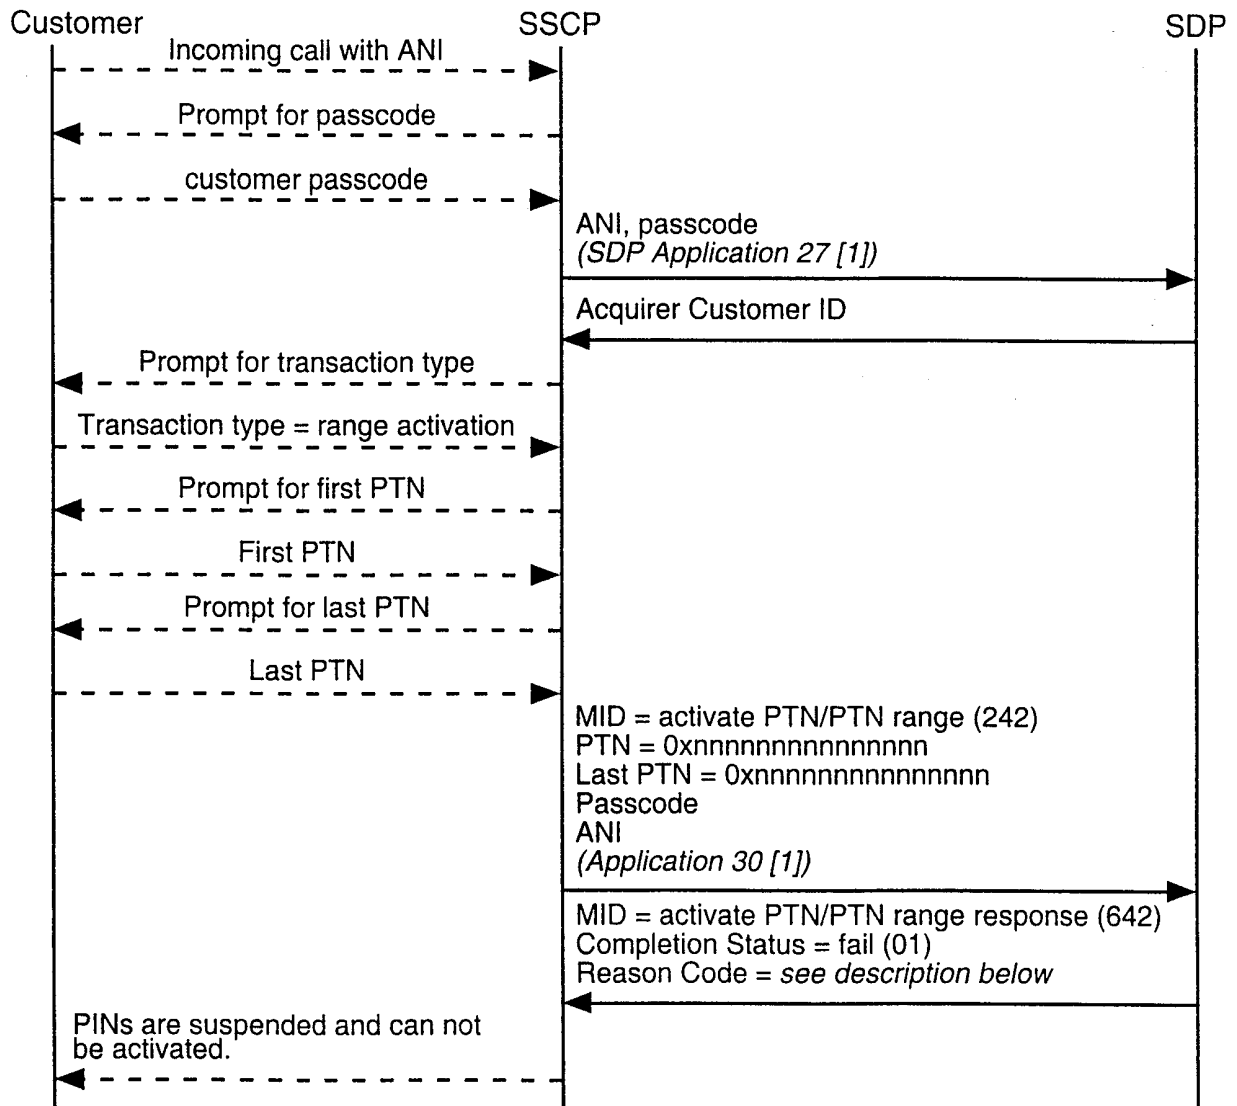 Customer
SSCP
SDP
Incoming call with ANI
Prompt for passcode
customer passcode
ANI, passcode
(SDP Application 27 [1])
Acquirer Customer ID
Prompt for transaction type
Transaction type = range activation
Prompt for first PTN
First PTN
Prompt for last PTN
Last PTN
MID = activate PTN/PTN range (242)
PTN = 0xnnnnnnnnnnnnnnnn
Last PTN = 0xnnnnnnnnnnnnnnnn
Passcode
ANI
(Application 30 [1])
MID = activate PTN/PTN range response (642)
Completion Status = fail (01)
Reason Code = see description below
PINs are suspended and can not
be activated.